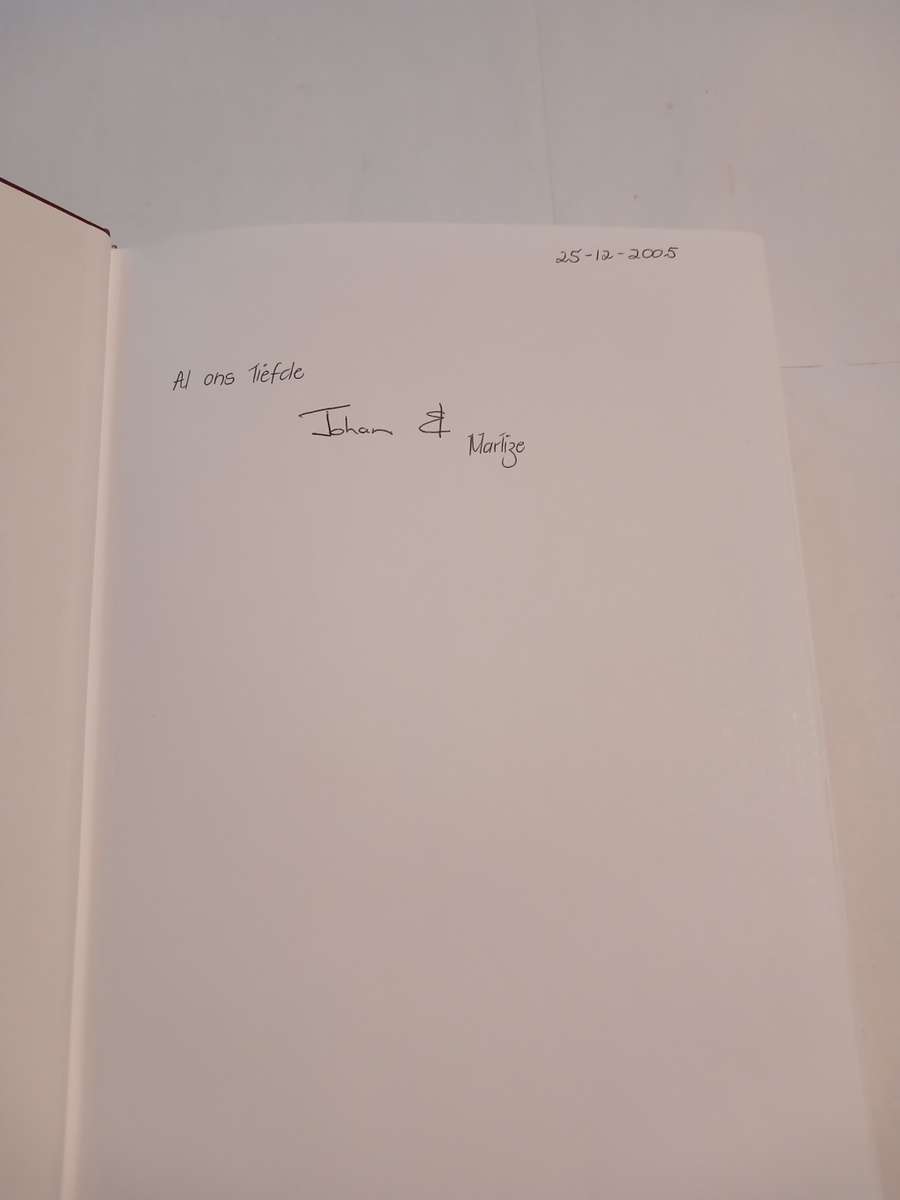 25-12-2005
Al ons liefde
Johan &
Marlize